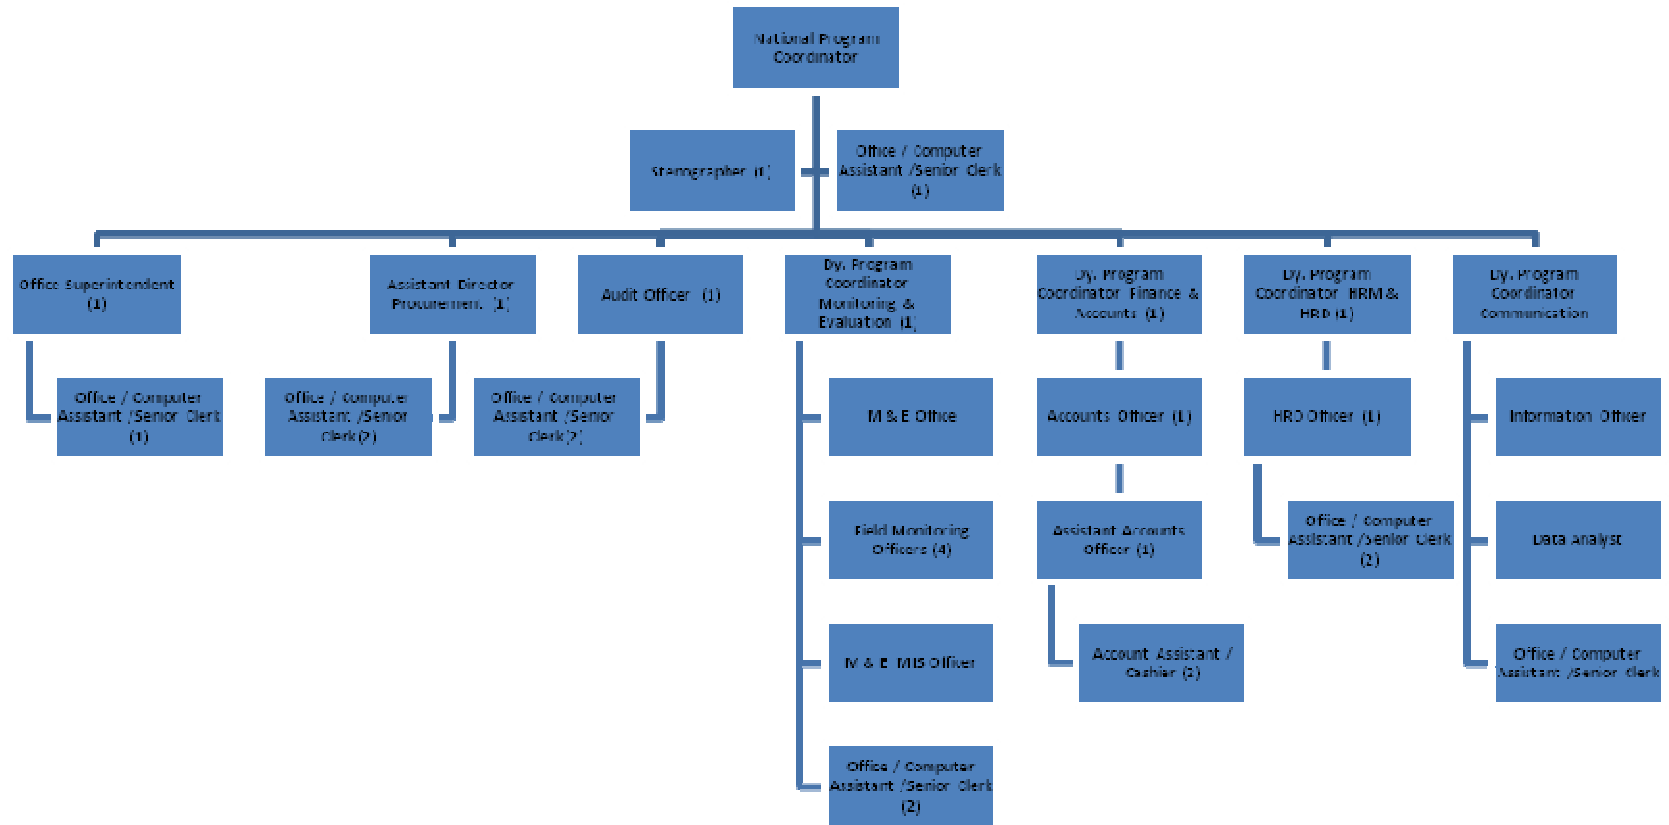 National Program
Coordinator
Stenographer (1)
Office / Computer
Assistant /Senior Clerk
(1)
Office Superintendent
(1)
Assistant Director
Procurement (1)
Audit Officer (1)
Dy. Program
Coordinator
Monitoring &
Evaluation (1)
Dy. Program
Coordinator Finance &
Accounts (1)
Dy. Program
Coordinator HRM &
HRD (1)
Dy. Program
Coordinator
Communication
Office / Computer
Assistant /Senior Clerk
(1)
Office / Computer
Assistant /Senior
Clerk(2)
Office / Computer
Assistant /Senior
Clerk(2)
M & E Office
Accounts Officer (1)
HRD Officer (1)
Information Officer
Field Monitoring
Officers (4)
Assistant Accounts
Officer (1)
Office / Computer
Assistant /Senior Clerk
(2)
Data Analyst
M & E MIS Officer
Account Assistant /
Cashier (2)
Office / Computer
Assistant /Senior Clerk
Office / Computer
Assistant /Senior Clerk
(2)